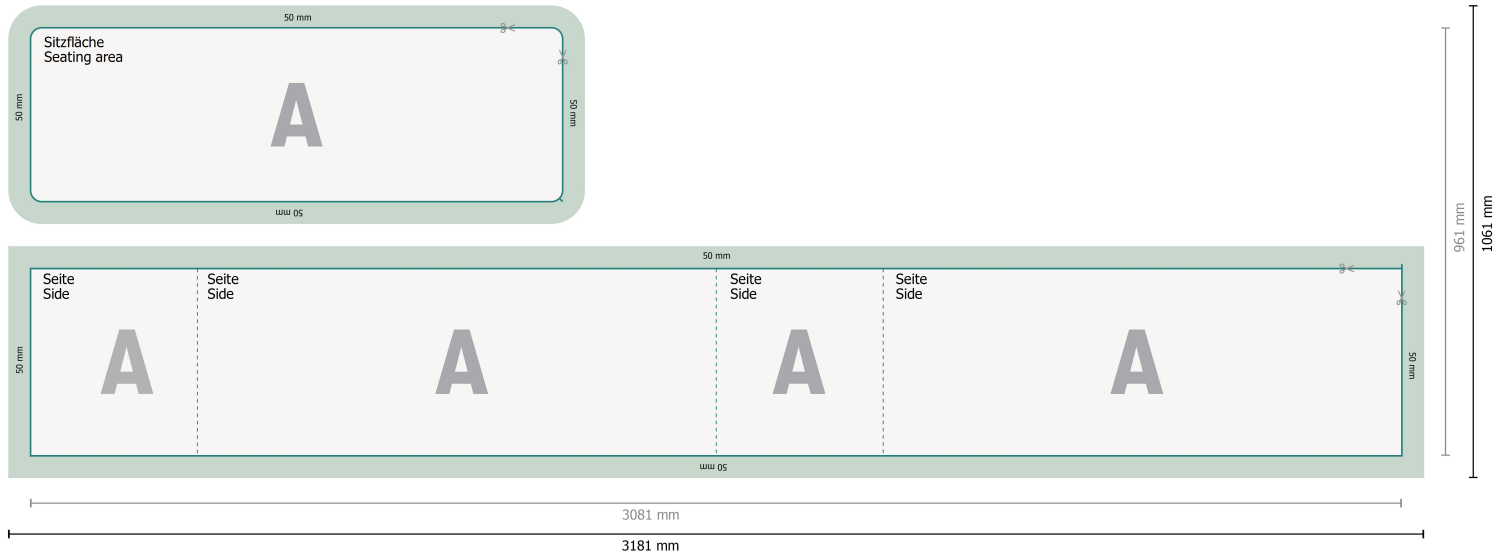 50 mm
Sitzfläche
Seating area
50 mm
A
50 mm
50 mm
50 mm
Seite
Side
Seite
Side
Seite
Side
Seite
Side
50 mm
A
A
A
A
50 mm
50 mm
961 mm
1061 mm
3081 mm
3181 mm